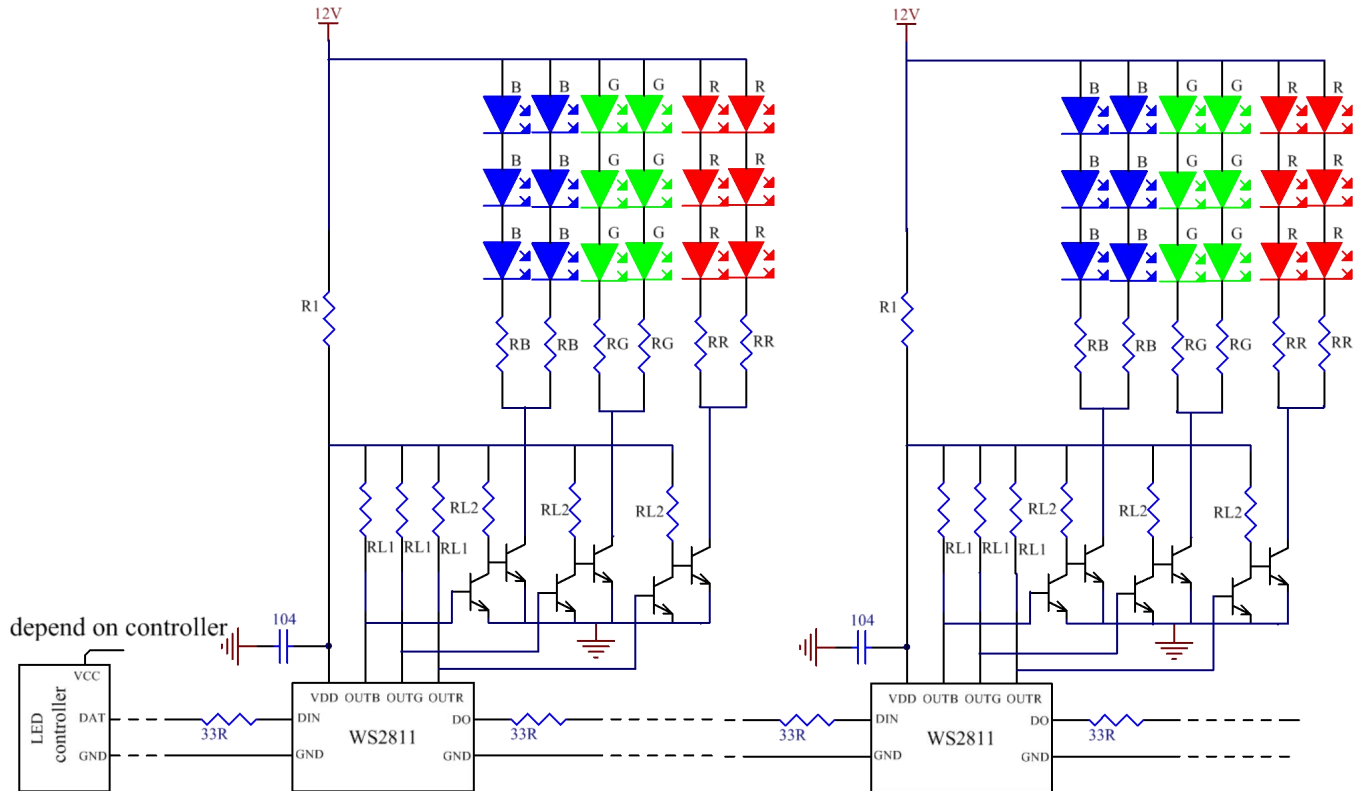 12V
12V
B B G G R R
B B G G R R
B B G G R R
B B G G R R
B B G G R R
B B G G R R
R1
R1
RB RB RG RG RR RR
RB RB RG RG RR RR
RL2 RL2 RL2
RL2 RL2 RL2
RL1 RL1 RL1
RL1 RL1 RL1
104
104
depend on controller
VCC
LED
controller
DAT
GND
33R
VDD OUTB OUTG OUTR
DIN
DO
WS2811
GND
33R
33R
VDD OUTB OUTG OUTR
DIN
DO
WS2811
GND
33R